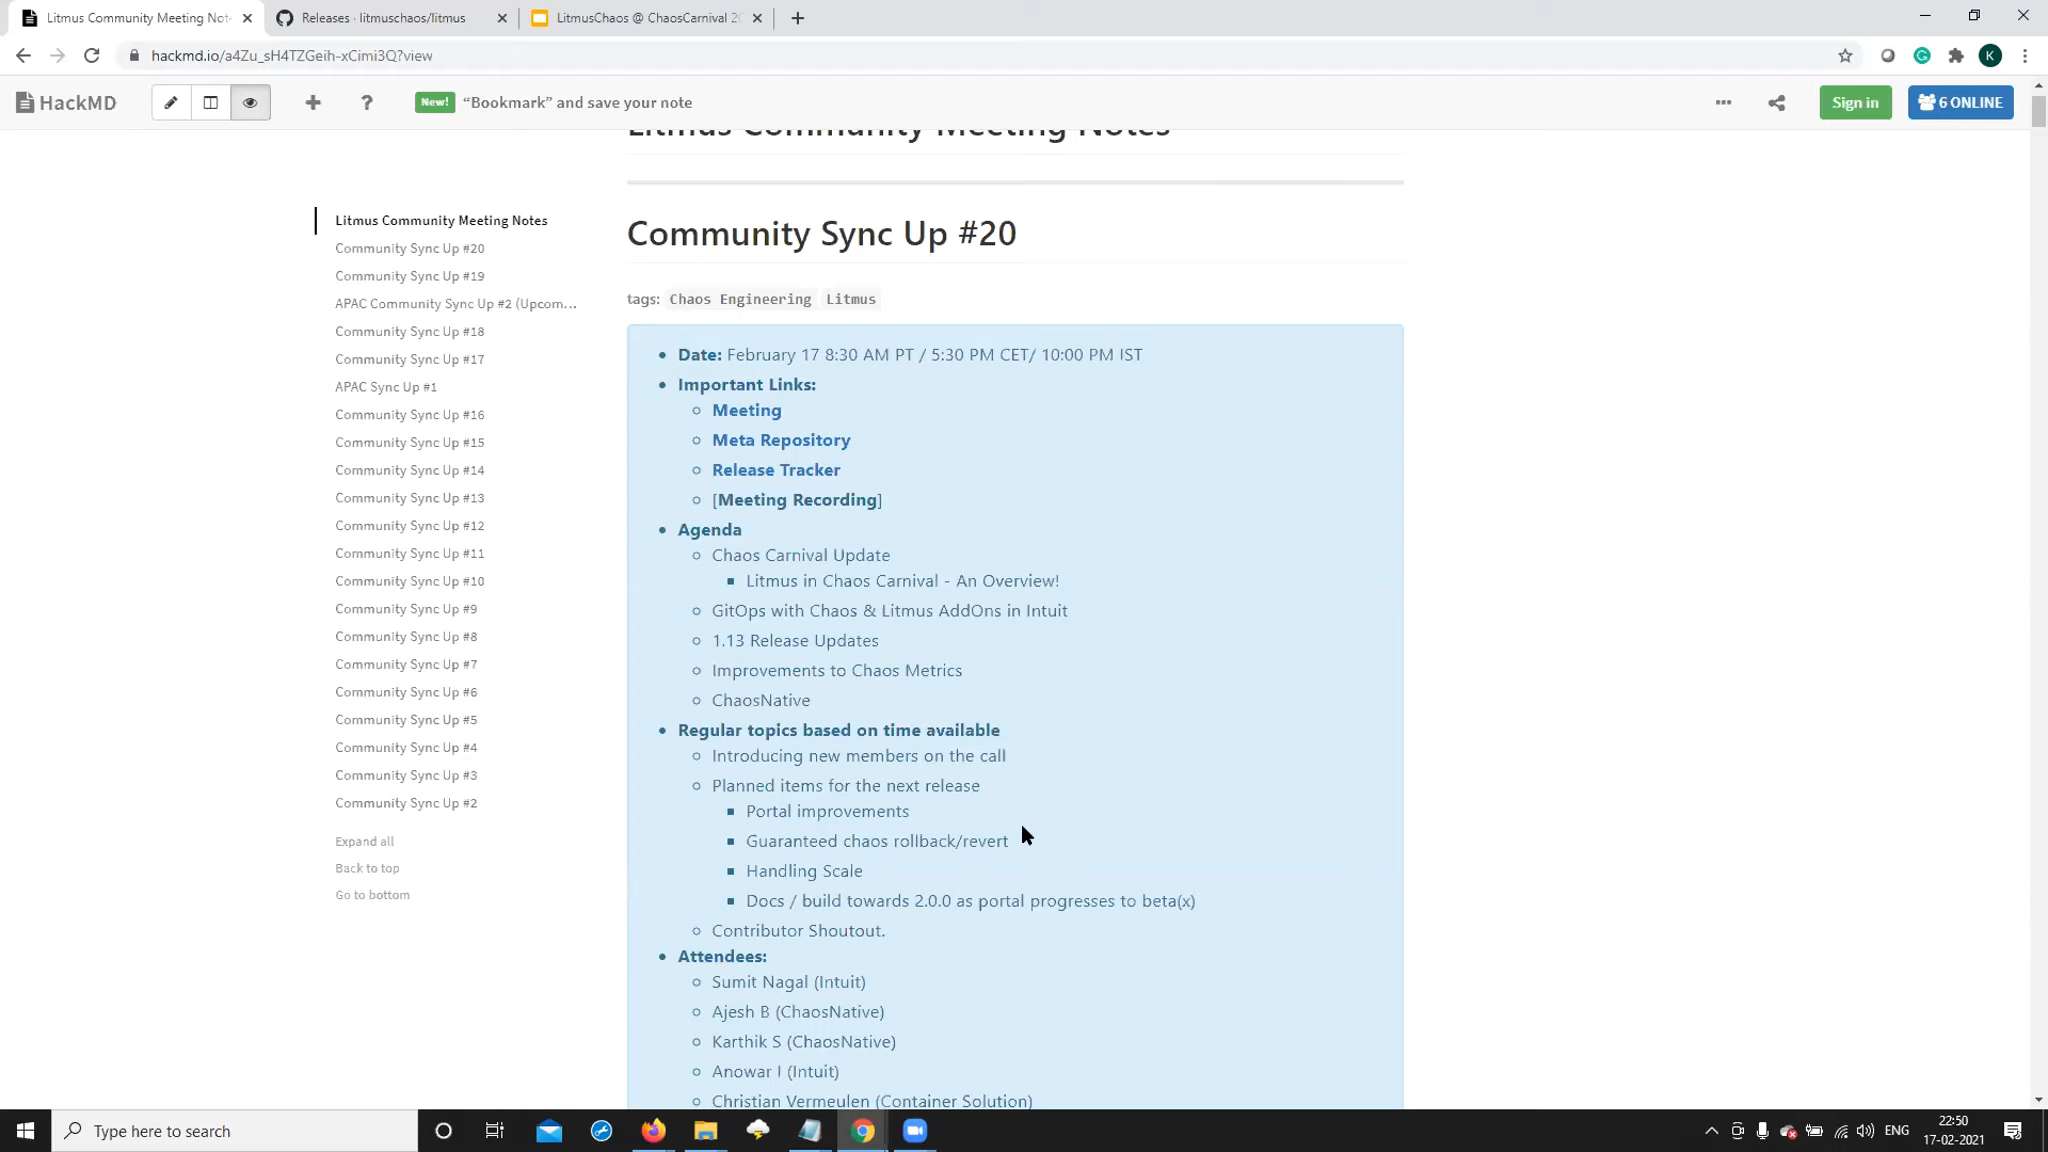 Litmus Community Meeting Not
Releases · litmuschaos/litmus
LitmusChaos @ ChaosCarnival 20
hackmd.io/a4Zu_sH4TZGeih-xCimi3Q?view
K
HackMD
New! “Bookmark” and save your note
Sign in
6 ONLINE
Litmus Community Meeting Notes
Community Sync Up #20
Community Sync Up #19
APAC Community Sync Up #2 (Upcom...
Community Sync Up #18
Community Sync Up #17
APAC Sync Up #1
Community Sync Up #16
Community Sync Up #15
Community Sync Up #14
Community Sync Up #13
Community Sync Up #12
Community Sync Up #11
Community Sync Up #10
Community Sync Up #9
Community Sync Up #8
Community Sync Up #7
Community Sync Up #6
Community Sync Up #5
Community Sync Up #4
Community Sync Up #3
Community Sync Up #2
Expand all
Back to top
Go to bottom
Litmus Community Meeting Notes
Community Sync Up #20
tags: Chaos Engineering Litmus
Date: February 17 8:30 AM PT / 5:30 PM CET/ 10:00 PM IST
Important Links:
Meeting
Meta Repository
Release Tracker
[Meeting Recording]
Agenda
Chaos Carnival Update
Litmus in Chaos Carnival - An Overview!
GitOps with Chaos & Litmus AddOns in Intuit
1.13 Release Updates
Improvements to Chaos Metrics
ChaosNative
Regular topics based on time available
Introducing new members on the call
Planned items for the next release
Portal improvements
Guaranteed chaos rollback/revert
Handling Scale
Docs / build towards 2.0.0 as portal progresses to beta(x)
Contributor Shoutout.
Attendees:
Sumit Nagal (Intuit)
Ajesh B (ChaosNative)
Karthik S (ChaosNative)
Anowar I (Intuit)
Christian Vermeulen (Container Solution)
Type here to search
ENG
22:50
17-02-2021